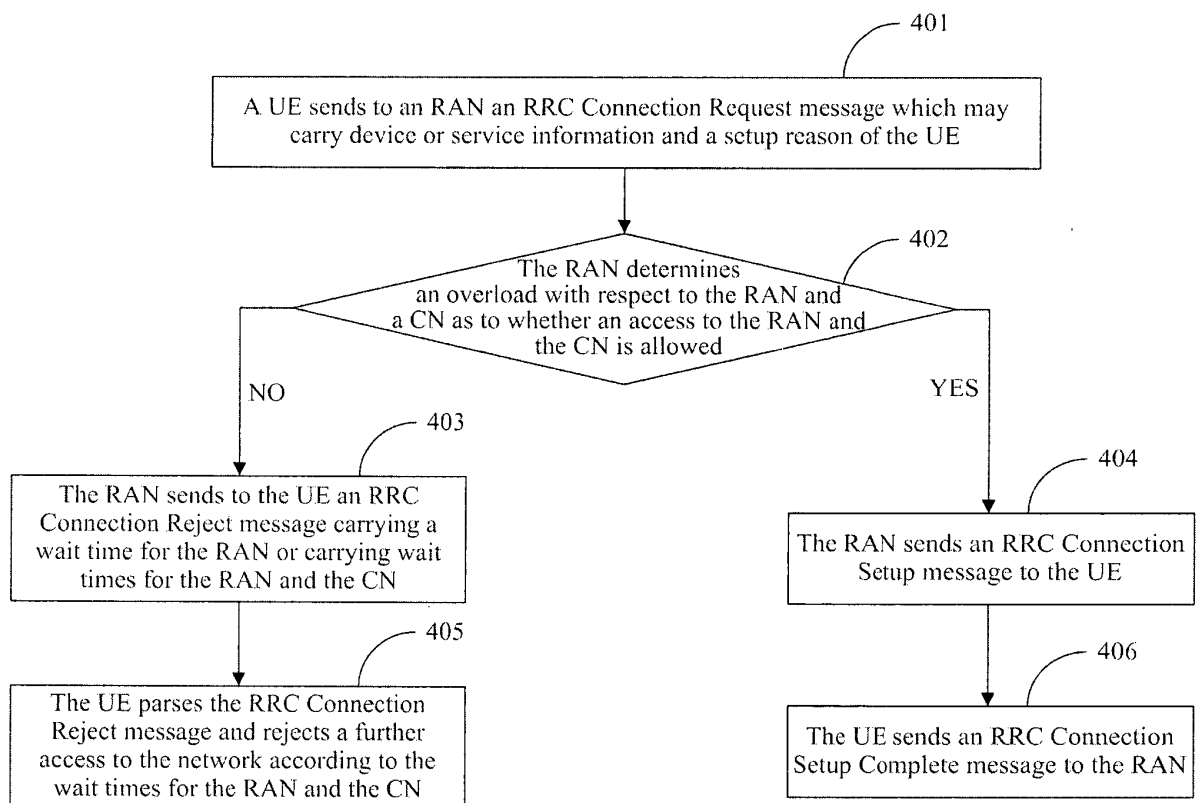 401
A UE sends to an RAN an RRC Connection Request message which may
carry device or service information and a setup reason of the UE
402
The RAN determines
an overload with respect to the RAN and
a CN as to whether an access to the RAN and
the CN is allowed
NO
YES
403
The RAN sends to the UE an RRC
Connection Reject message carrying a
wait time for the RAN or carrying wait
times for the RAN and the CN
404
The RAN sends an RRC Connection
Setup message to the UE
405
The UE parses the RRC Connection
Reject message and rejects a further
access to the network according to the
wait times for the RAN and the CN
406
The UE sends an RRC Connection
Setup Complete message to the RAN